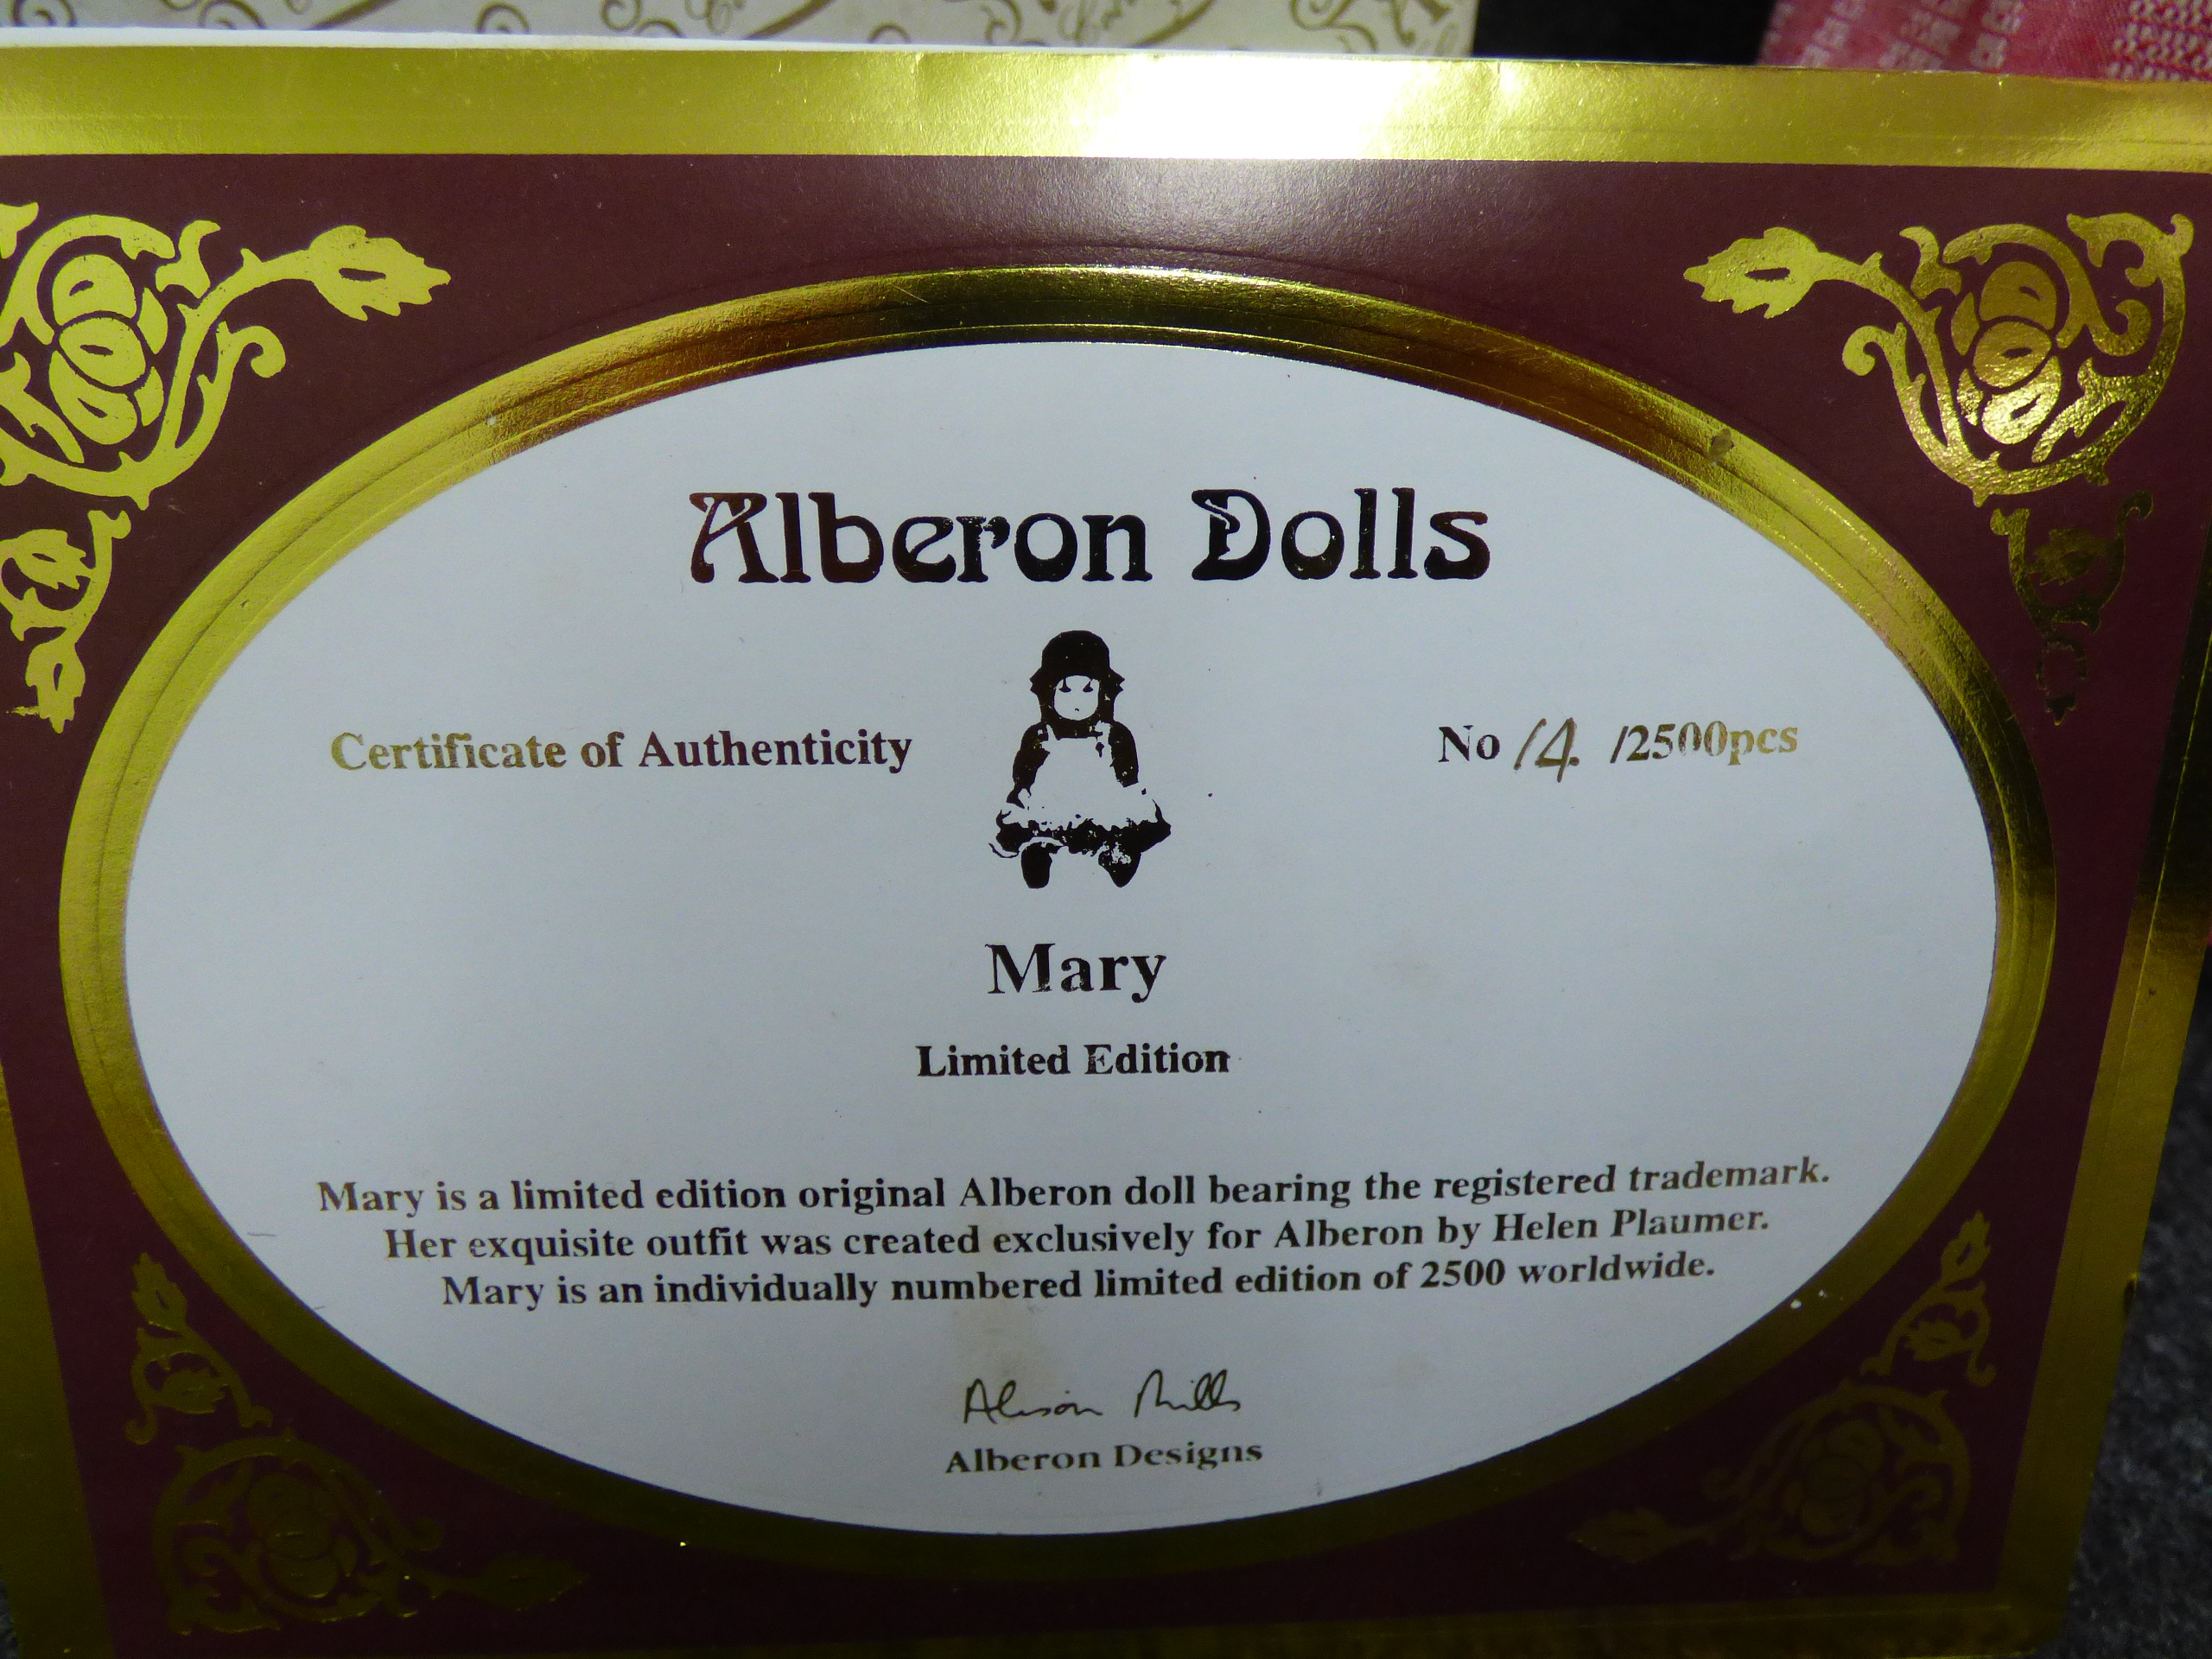 Alberon Dolls
Certificate of Authenticity
No 14. /2500pcs
Mary
Limited Edition
Mary is a limited edition original Alberon doll bearing the registered trademark.
Her exquisite outfit was created exclusively for Alberon by Helen Plaumer.
Mary is an individually numbered limited edition of 2500 worldwide.
Alison Mills
Alberon Designs